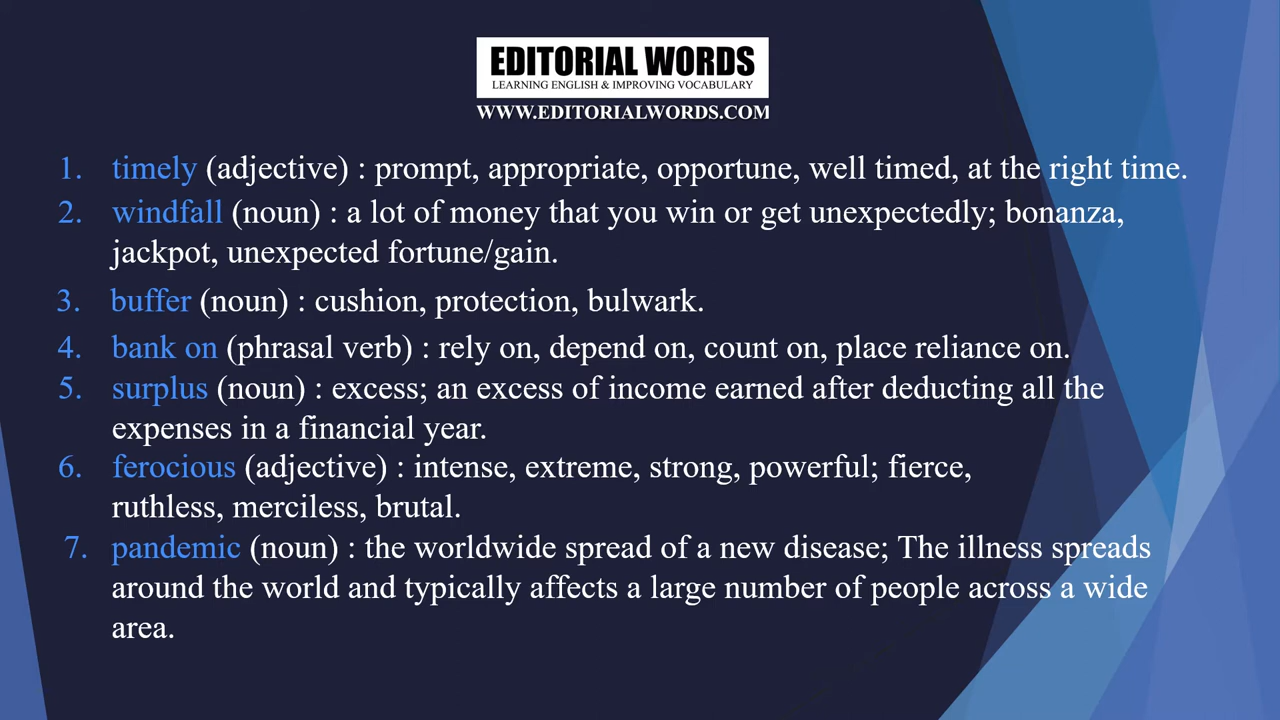 EDITORIAL WORDS
LEARNING ENGLISH & IMPROVING VOCABULARY
WWW.EDITORIALWORDS.COM
1. timely (adjective) : prompt, appropriate, opportune, well timed, at the right time.
2. windfall (noun) : a lot of money that you win or get unexpectedly; bonanza,
jackpot, unexpected fortune/gain.
3. buffer (noun) : cushion, protection, bulwark.
4. bank on (phrasal verb) : rely on, depend on, count on, place reliance on.
5. surplus (noun) : excess; an excess of income earned after deducting all the
expenses in a financial year.
6. ferocious (adjective) : intense, extreme, strong, powerful; fierce,
ruthless, merciless, brutal.
7. pandemic (noun) : the worldwide spread of a new disease; The illness spreads
around the world and typically affects a large number of people across a wide
area.